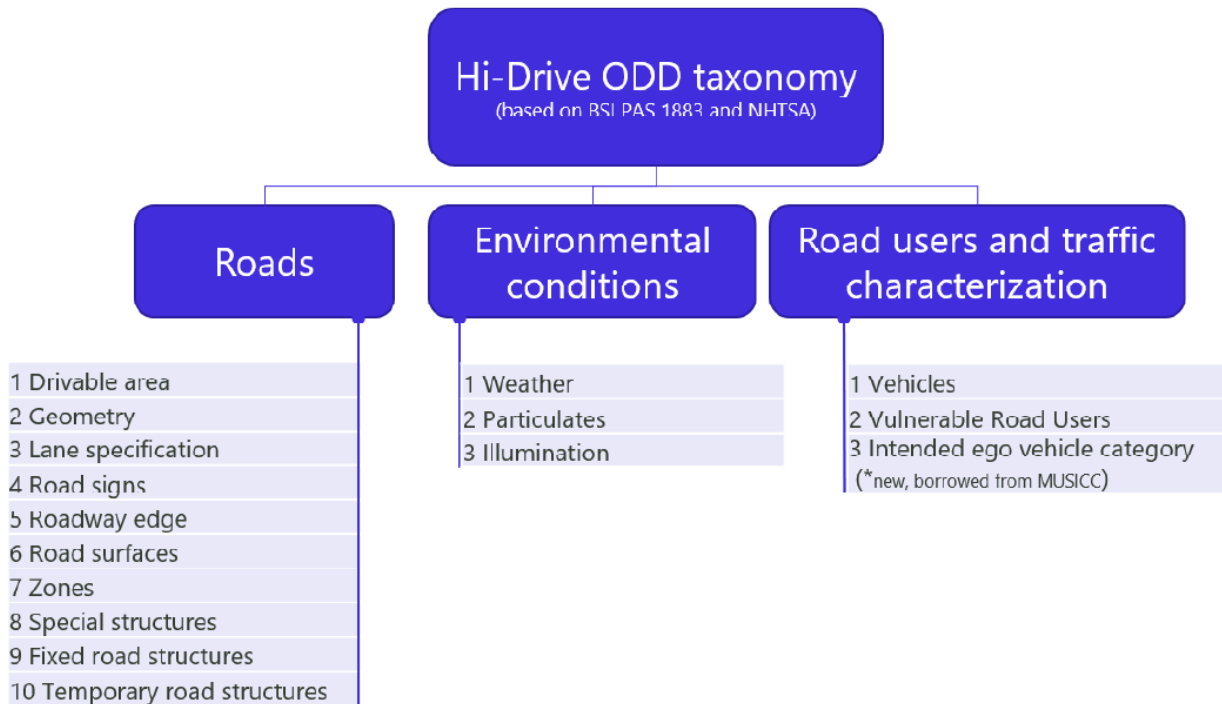 Hi-Drive ODD taxonomy
(based on BSI PAS 1883 and NHTSA)
Roads
Environmental
conditions
Road users and traffic
characterization
1 Drivable area
2 Geometry
3 Lane specification
4 Road signs
5 Roadway edge
6 Road surfaces
7 Zones
8 Special structures
9 Fixed road structures
10 Temporary road structures
1 Weather
2 Particulates
3 Illumination
1 Vehicles
2 Vulnerable Road Users
3 Intended ego vehicle category
(*new, borrowed from MUSICC)